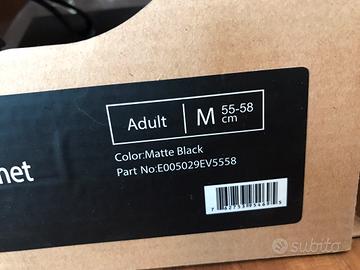 Adult M 55-58 cm
Color:Matte Black
Part No:E005029EV5558
net
subito